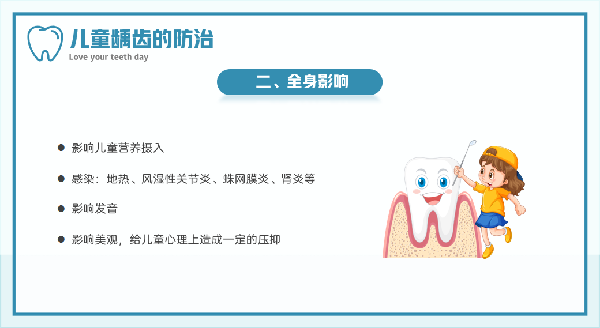 儿童龋齿的防治
Love your teeth day
二、全身影响
影响儿童营养摄入
感染：地热、风湿性关节炎、蛛网膜炎、肾炎等
影响发音
影响美观，给儿童心理上造成一定的压抑